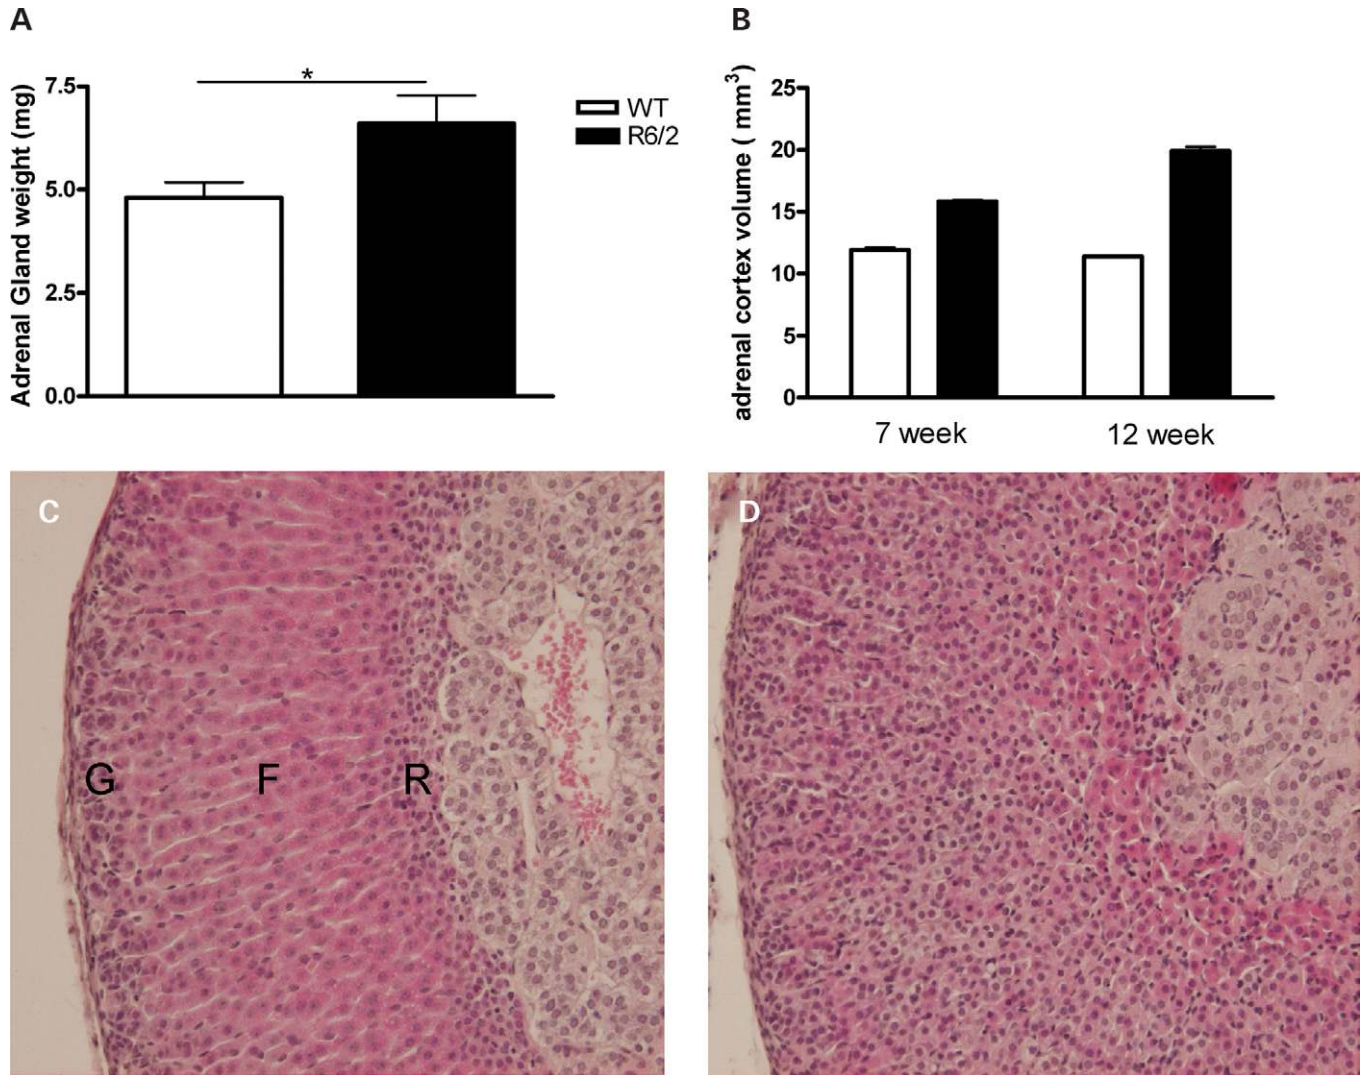 A
Adrenal Gland weight (mg)
7.5
5.0
2.5
0.0
*
WT
R6/2
B
adrenal cortex volume ( mm³)
25
20
15
10
5
0
7 week
12 week
C
G F R
D